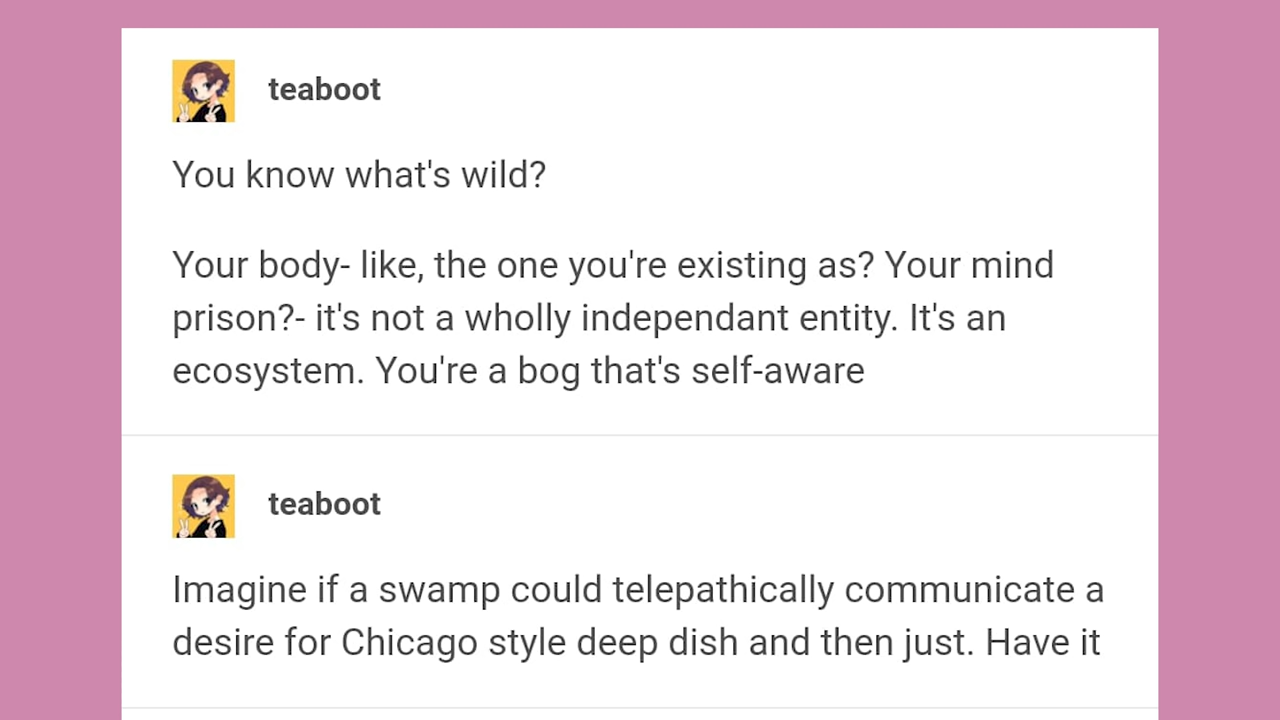 teaboot
You know what's wild?
Your body- like, the one you're existing as? Your mind
prison?- it's not a wholly independant entity. It's an
ecosystem. You're a bog that's self-aware
teaboot
Imagine if a swamp could telepathically communicate a
desire for Chicago style deep dish and then just. Have it